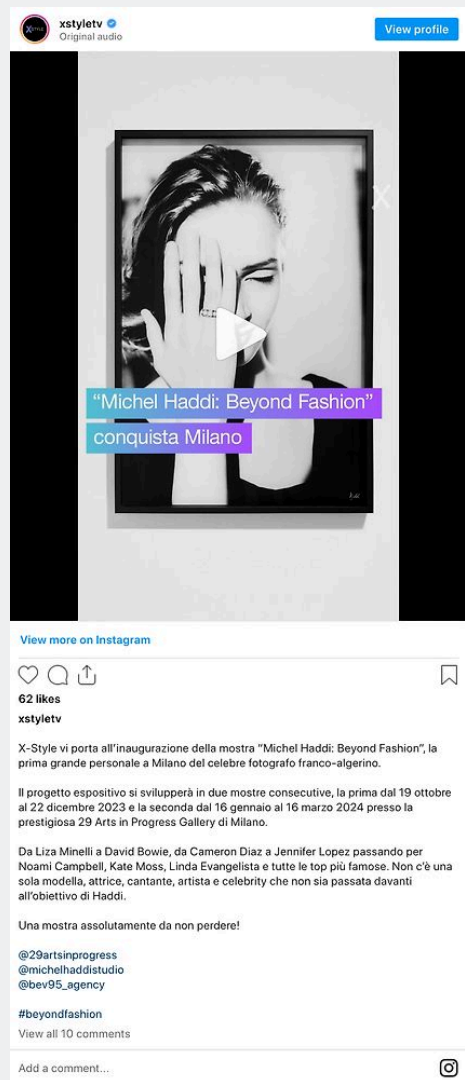 xstyletv
Original audio
View profile
X
"Michel Haddi: Beyond Fashion"
conquista Milano
View more on Instagram
62 likes
xstyletv
X-Style vi porta all'inaugurazione della mostra "Michel Haddi: Beyond Fashion", la
prima grande personale a Milano del celebre fotografo franco-algerino.
Il progetto espositivo si svilupperà in due mostre consecutive, la prima dal 19 ottobre
al 22 dicembre 2023 e la seconda dal 16 gennaio al 16 marzo 2024 presso la
prestigiosa 29 Arts in Progress Gallery di Milano.
Da Liza Minelli a David Bowie, da Cameron Diaz a Jennifer Lopez passando per
Noami Campbell, Kate Moss, Linda Evangelista e tutte le top più famose. Non c'è una
sola modella, attrice, cantante, artista e celebrity che non sia passata davanti
all'obiettivo di Haddi.
Una mostra assolutamente da non perdere!
@29artsinprogress
@michelhaddistudio
@bev95_agency
#beyondfashion
View all 10 comments
Add a comment...